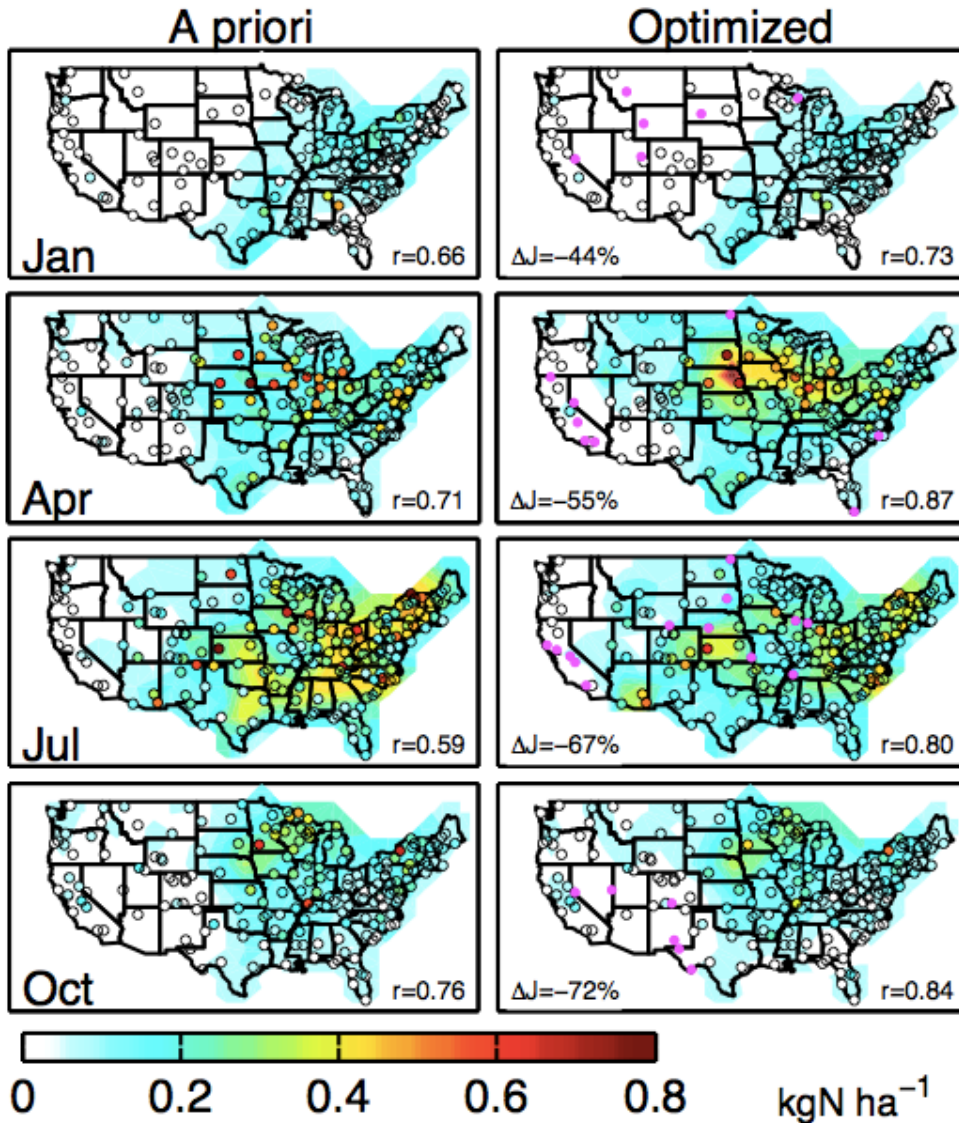 A priori Optimized
Jan r=0.66 ΔJ=−44% r=0.73
Apr r=0.71 ΔJ=−55% r=0.87
Jul r=0.59 ΔJ=−67% r=0.80
Oct r=0.76 ΔJ=−72% r=0.84
0 0.2 0.4 0.6 0.8 kgN ha⁻¹